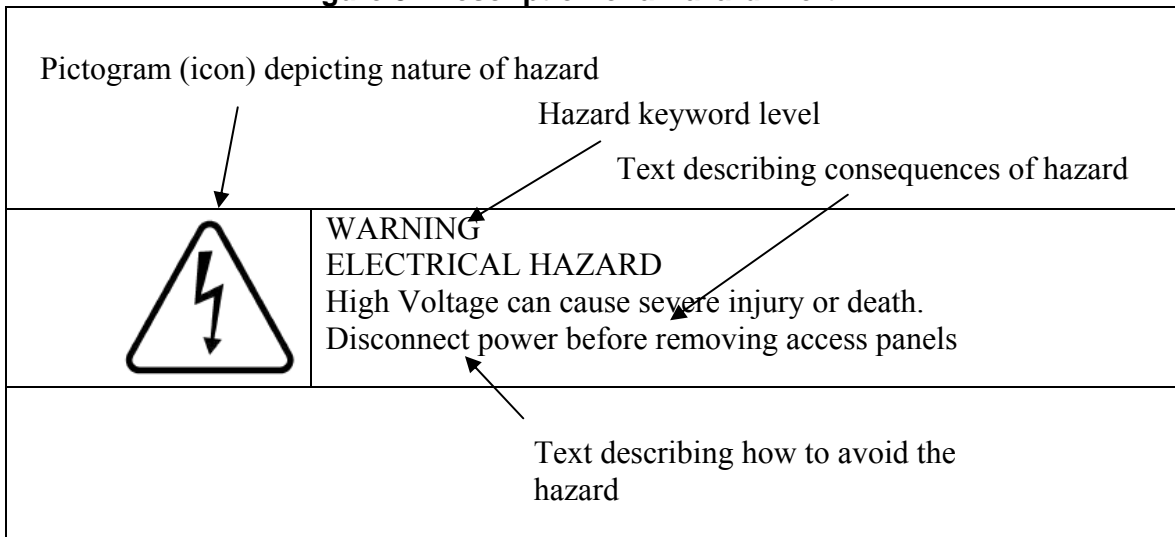 Pictogram (icon) depicting nature of hazard
Hazard keyword level
Text describing consequences of hazard
WARNING
ELECTRICAL HAZARD
High Voltage can cause severe injury or death.
Disconnect power before removing access panels
Text describing how to avoid the
hazard